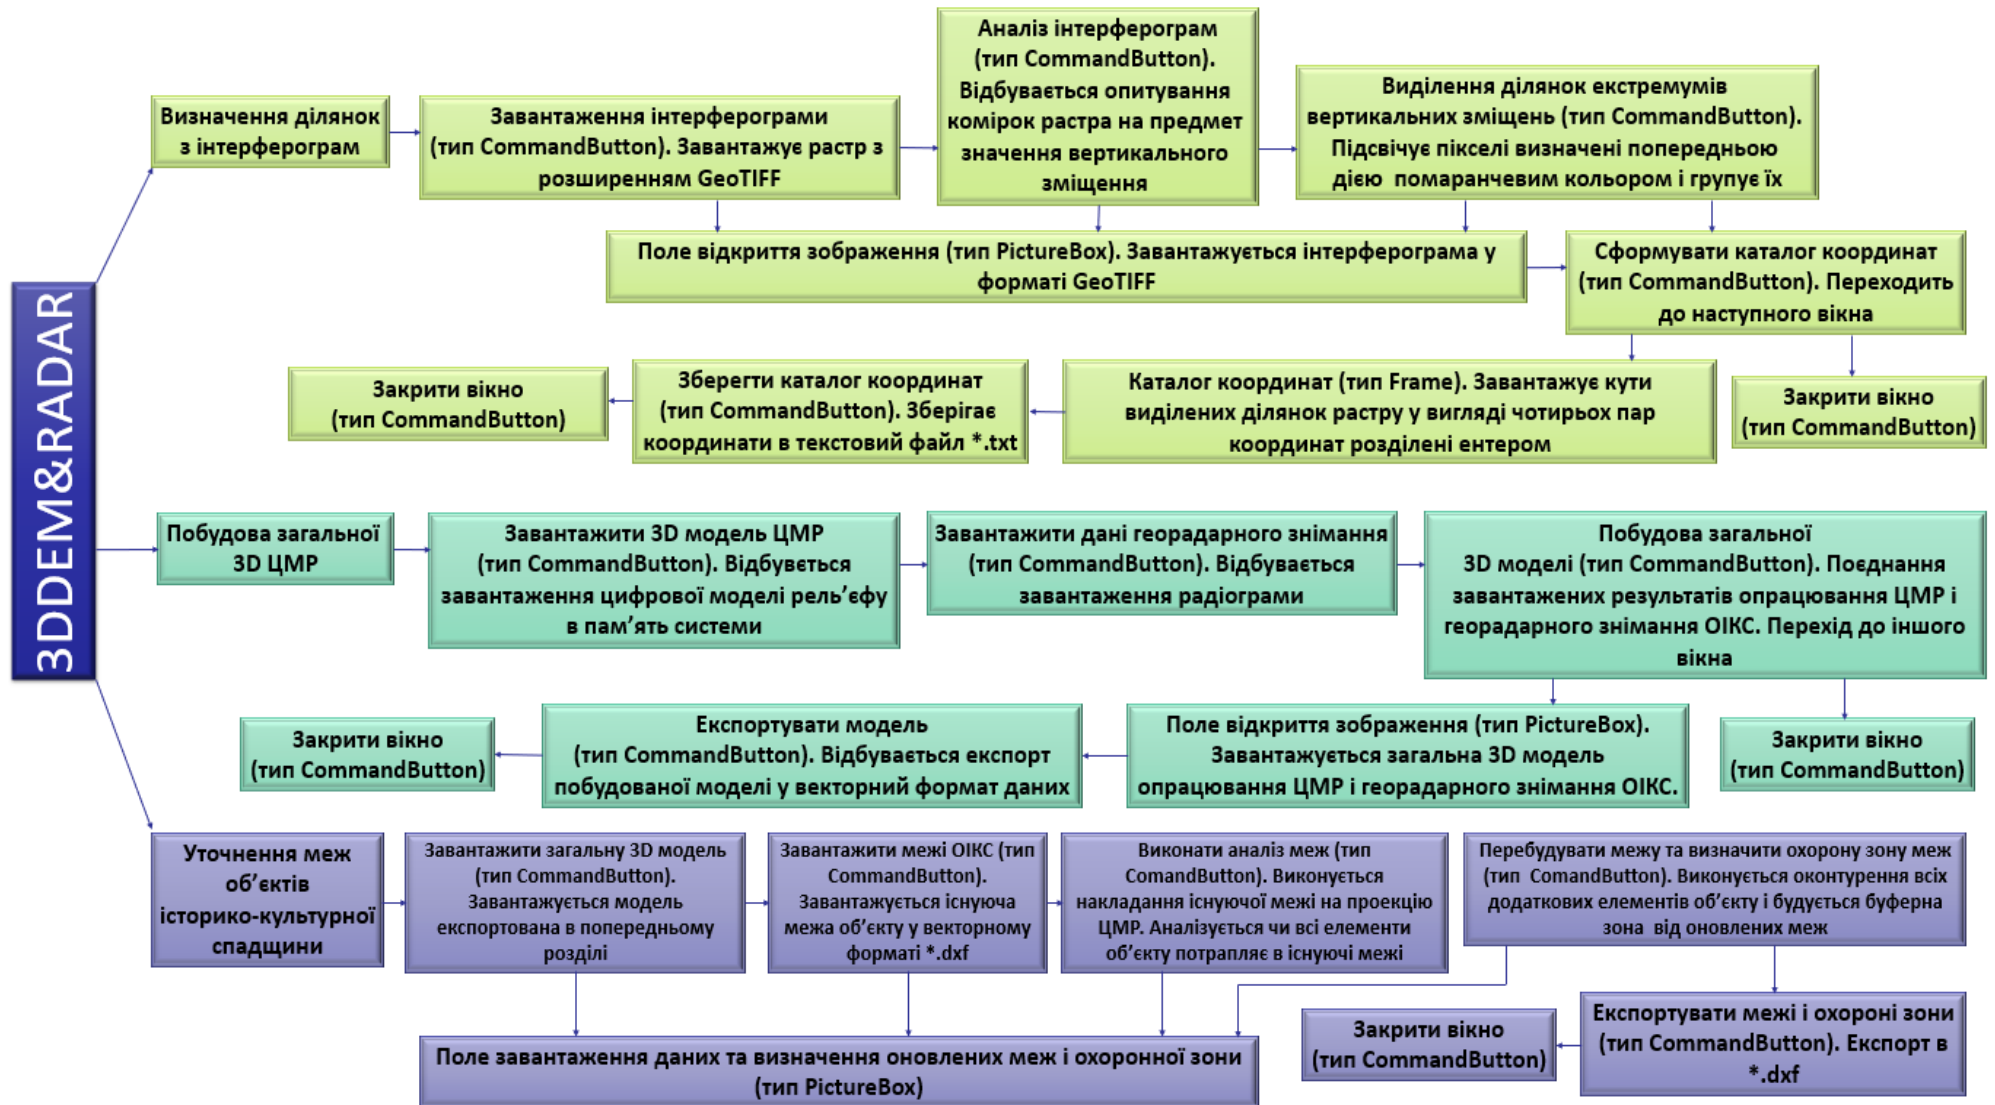 3DDEM&RADAR
Визначення ділянок
з інтерферограм
Завантаження інтерферограми
(тип CommandButton). Завантажує растр з
розширенням GeoTIFF
Аналіз інтерферограм
(тип CommandButton).
Відбувається опитування
комірок растра на предмет
значення вертикального
зміщення
Виділення ділянок екстремумів
вертикальних зміщень (тип CommandButton).
Підсвічує пікселі визначені попередньою
дією помаранчевим кольором і групує їх
Поле відкриття зображення (тип PictureBox). Завантажується інтерферограма у
форматі GeoTIFF
Сформувати каталог координат
(тип CommandButton). Переходить
до наступного вікна
Закрити вікно
(тип CommandButton)
Зберегти каталог координат
(тип CommandButton). Зберігає
координати в текстовий файл *.txt
Каталог координат (тип Frame). Завантажує кути
виділених ділянок растру у вигляді чотирьох пар
координат розділені ентером
Закрити вікно
(тип CommandButton)
Побудова загальної
3D ЦМР
Завантажити 3D модель ЦМР
(тип CommandButton). Відбуветься
завантаження цифрової моделі рель’єфу
в пам’ять системи
Завантажити дані георадарного знімання
(тип CommandButton). Відбувається
завантаження радіограми
Побудова загальної
3D моделі (тип CommandButton). Поєднання
завантажених результатів опрацювання ЦМР і
георадарного знімання ОІКС. Перехід до іншого
вікна
Закрити вікно
(тип CommandButton)
Експортувати модель
(тип CommandButton). Відбувається експорт
побудованої моделі у векторний формат даних
Поле відкриття зображення (тип PictureBox).
Завантажується загальна 3D модель
опрацювання ЦМР і георадарного знімання ОІКС.
Закрити вікно
(тип CommandButton)
Уточнення меж
об’єктів
історико-культурної
спадщини
Завантажити загальну 3D модель
(тип CommandButton).
Завантажується модель
експортована в попередньому
розділі
Завантажити межі ОІКС (тип
CommandButton).
Завантажується існуюча
межа об’єкту у векторному
форматі *.dxf
Виконати аналіз меж (тип
ComandButton). Виконується
накладання існуючої межі на проекцію
ЦМР. Аналізується чи всі елементи
об’єкту потрапляє в існуючі межі
Перебудувати межу та визначити охорону зону меж
(тип ComandButton). Виконується оконтурення всіх
додаткових елементів об’єкту і будується буферна
зона від оновлених меж
Поле завантаження даних та визначення оновлених меж і охоронної зони
(тип PictureBox)
Закрити вікно
(тип CommandButton)
Експортувати межі і охороні зони
(тип CommandButton). Експорт в
*.dxf